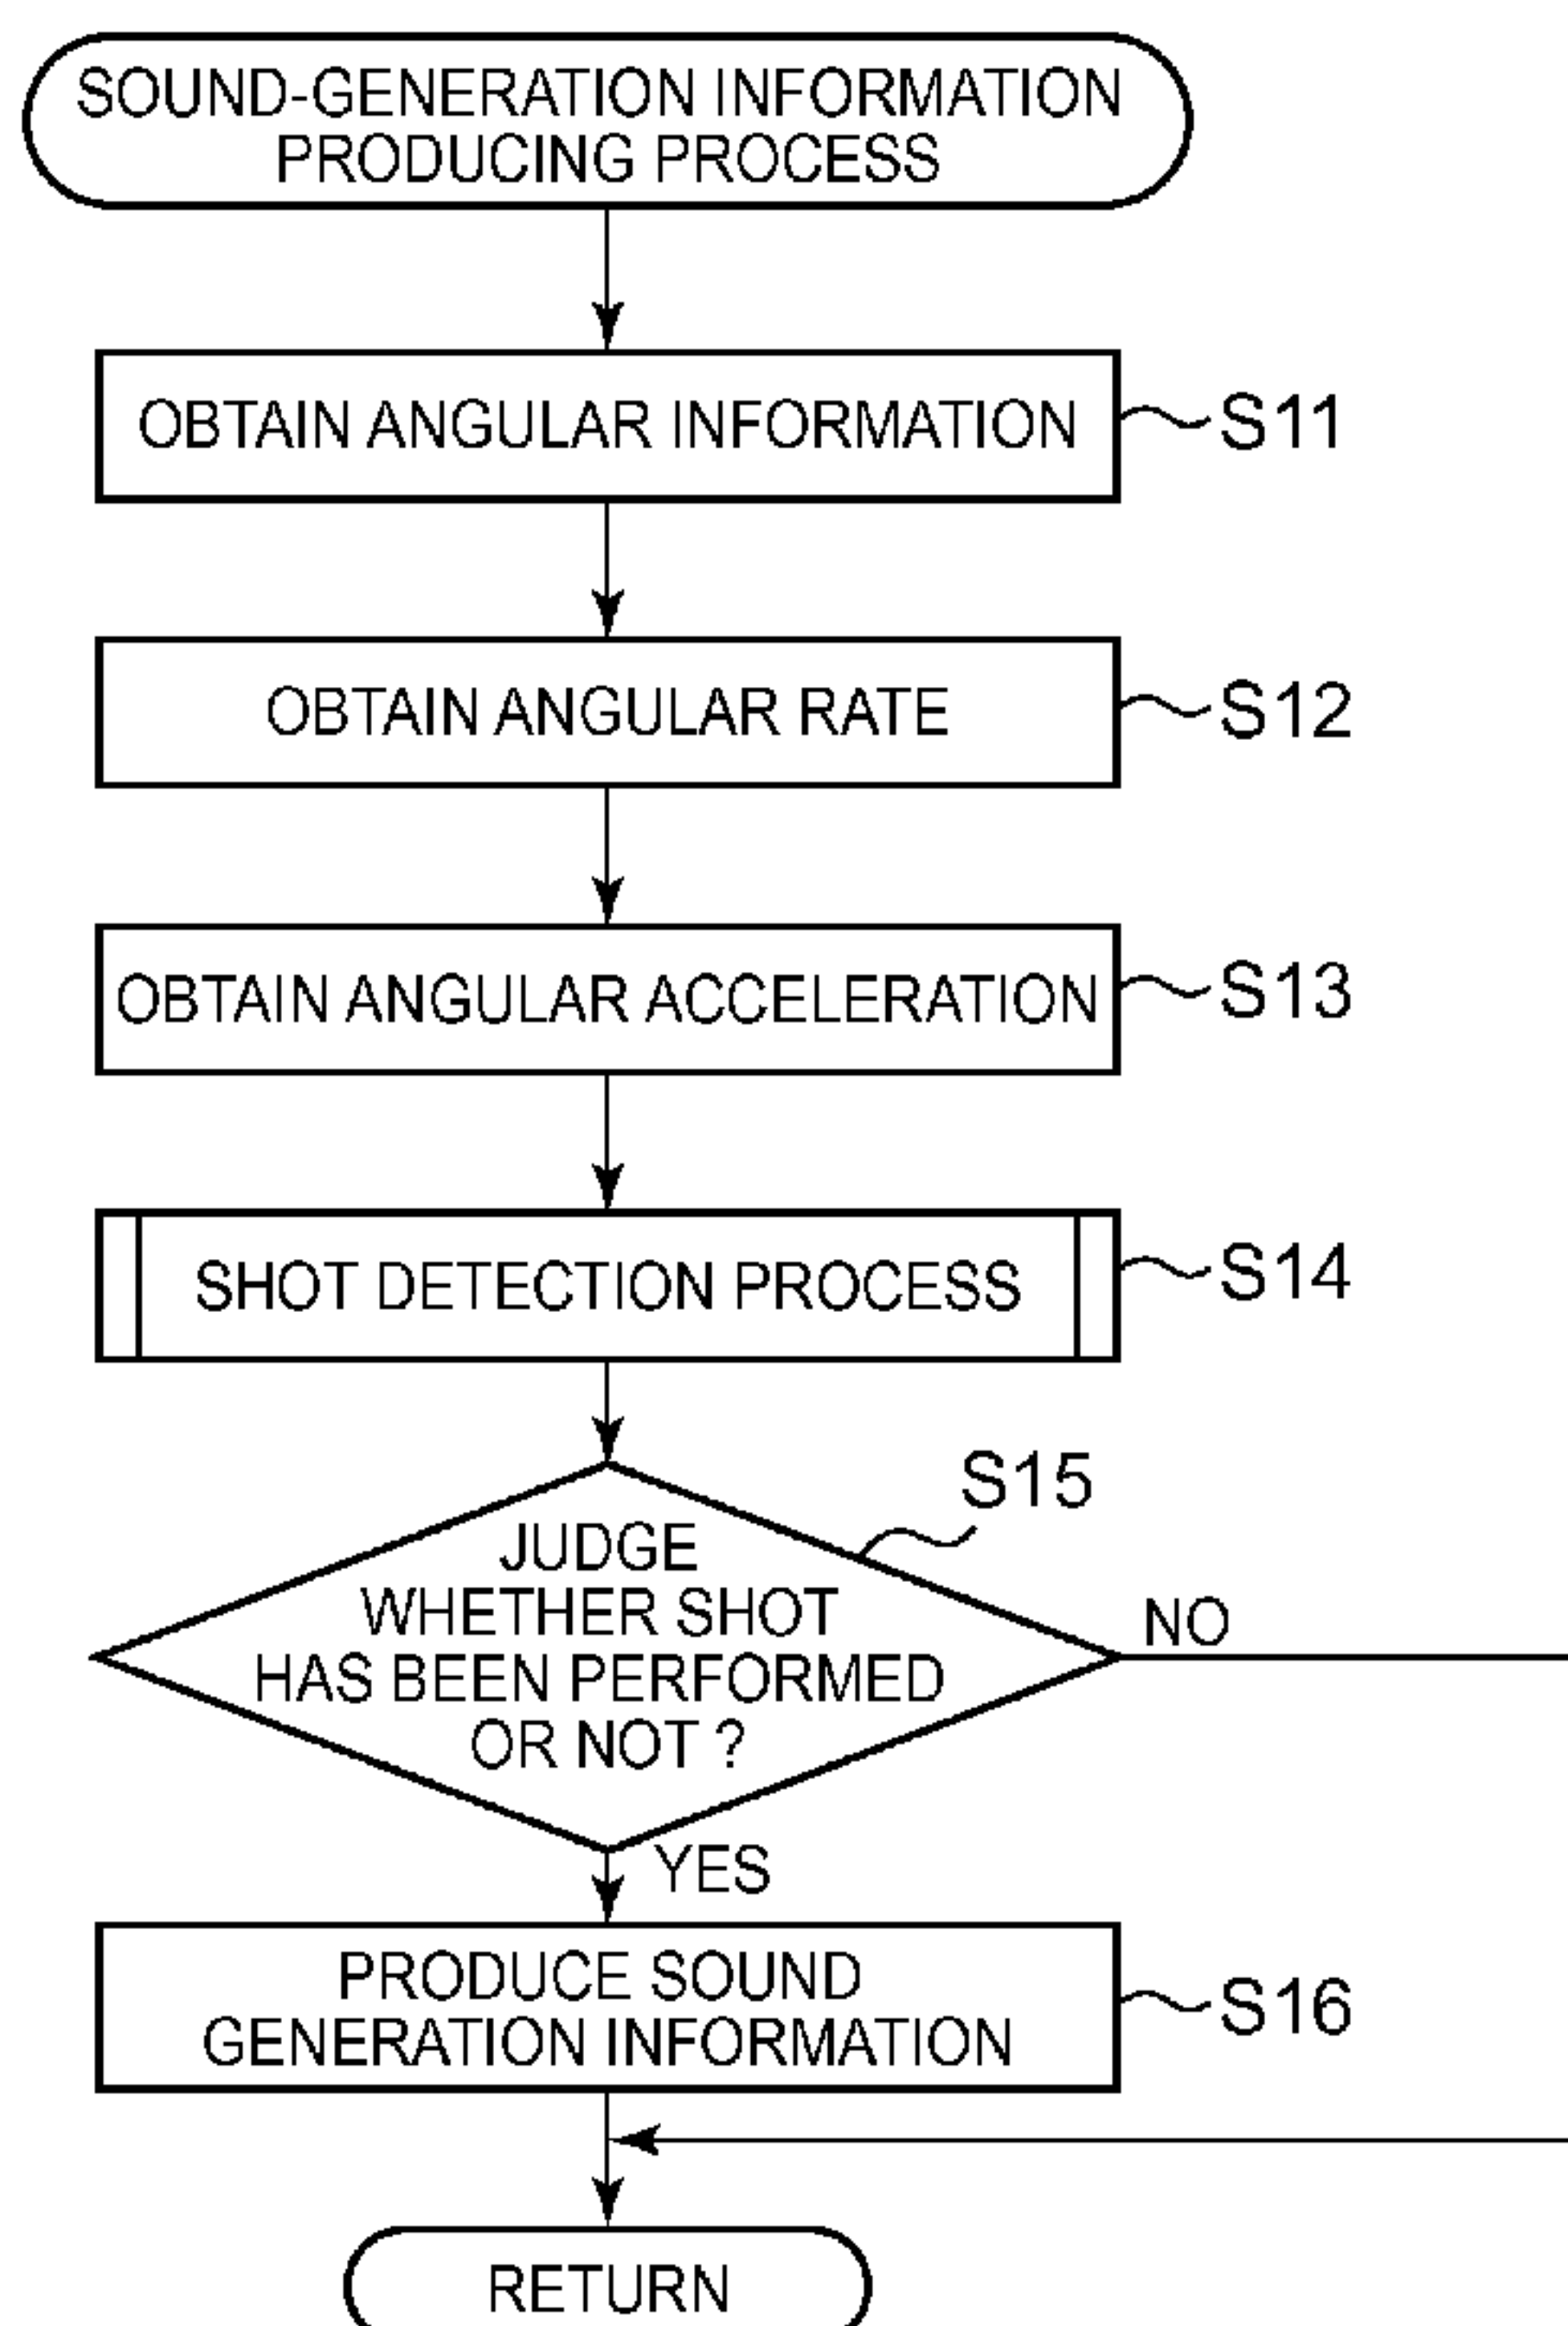 SOUND-GENERATION INFORMATION
PRODUCING PROCESS
OBTAIN ANGULAR INFORMATION
S11
OBTAIN ANGULAR RATE
S12
OBTAIN ANGULAR ACCELERATION
S13
SHOT DETECTION PROCESS
S14
S15
JUDGE
WHETHER SHOT
HAS BEEN PERFORMED
OR NOT ?
NO
YES
PRODUCE SOUND
GENERATION INFORMATION
S16
RETURN